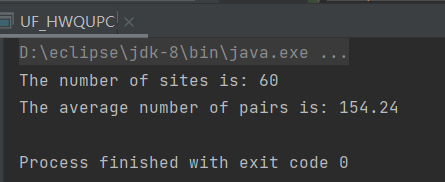 UF_HWQUPC
D:\eclipse\jdk-8\bin\java.exe ...
The number of sites is: 60
The average number of pairs is: 154.24
Process finished with exit code 0